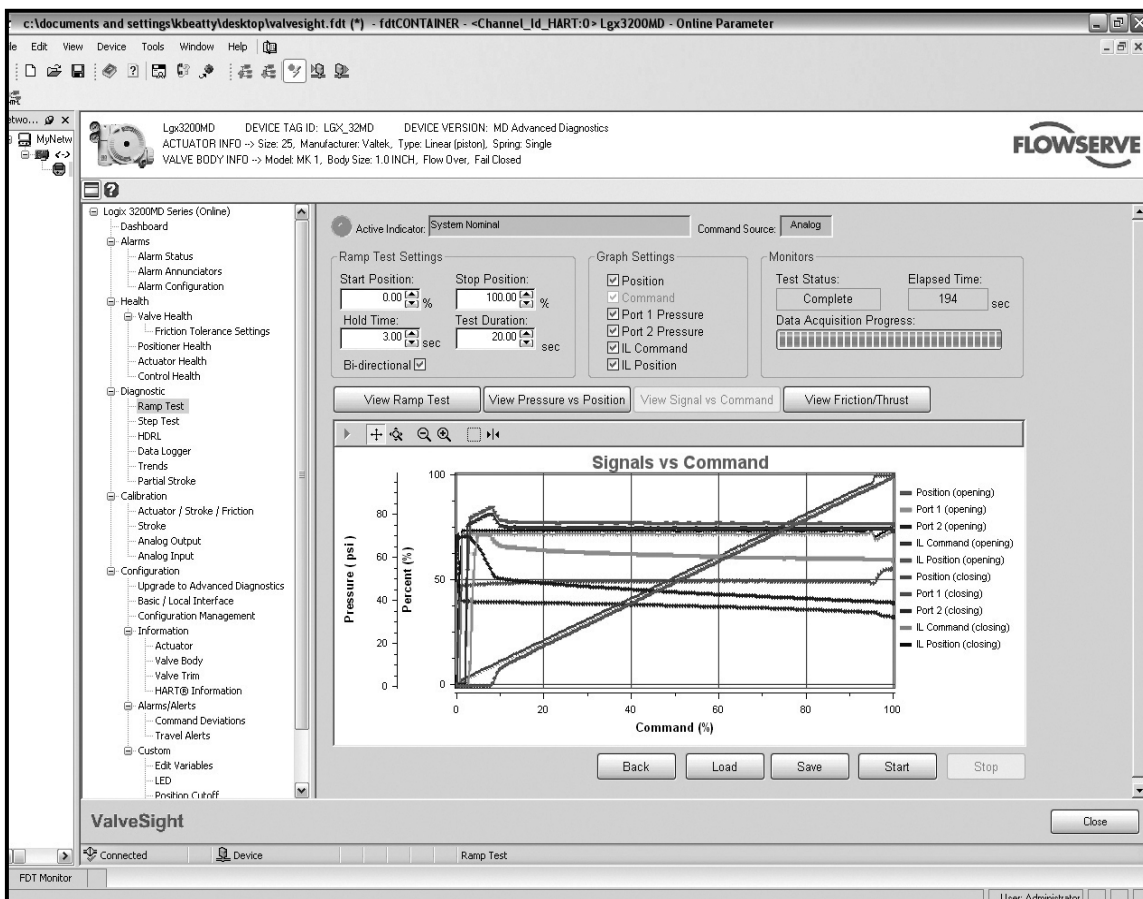 c:\documents and settings\kbeatty\desktop\valvesight.fdt (*) - fdtCONTAINER - <Channel_Id_HART:0> Lgx3200MD - Online Parameter
Edit View Device Tools Window Help
MyNetw
<->
Lgx3200MD DEVICE TAG ID: LGX_32MD DEVICE VERSION: MD Advanced Diagnostics
ACTUATOR INFO --> Size: 25, Manufacturer: Valtek, Type: Linear (piston), Spring: Single
VALVE BODY INFO --> Model: MK 1, Body Size: 1.0 INCH, Flow Over, Fail Closed
FLOWSERVE
Logix 3200MD Series (Online)
Dashboard
Alarms
Alarm Status
Alarm Annunciators
Alarm Configuration
Health
Valve Health
Friction Tolerance Settings
Positioner Health
Actuator Health
Control Health
Diagnostic
Ramp Test
Step Test
HDRL
Data Logger
Trends
Partial Stroke
Calibration
Actuator / Stroke / Friction
Stroke
Analog Output
Analog Input
Configuration
Upgrade to Advanced Diagnostics
Basic / Local Interface
Configuration Management
Information
Actuator
Valve Body
Valve Trim
HART® Information
Alarms/Alerts
Command Deviations
Travel Alerts
Custom
Edit Variables
LED
Position Cutoff
Active Indicator: System Nominal Command Source: Analog
Ramp Test Settings
Start Position: Stop Position:
0.00 % 100.00 %
Hold Time: Test Duration:
3.00 sec 20.00 sec
Bi-directional
Graph Settings
Position
Command
Port 1 Pressure
Port 2 Pressure
IL Command
IL Position
Monitors
Test Status: Elapsed Time:
Complete 194 sec
Data Acquisition Progress:
View Ramp Test View Pressure vs Position View Signal vs Command View Friction/Thrust
Signals vs Command
Pressure ( psi )
80
60
40
20
0
Percent (%)
100
50
0
0 20 40 60 80 100
Command (%)
Position (opening)
Port 1 (opening)
Port 2 (opening)
IL Command (opening)
IL Position (opening)
Position (closing)
Port 1 (closing)
Port 2 (closing)
IL Command (closing)
IL Position (closing)
Back Load Save Start Stop
ValveSight Close
Connected Device Ramp Test
FDT Monitor
User: Administrator